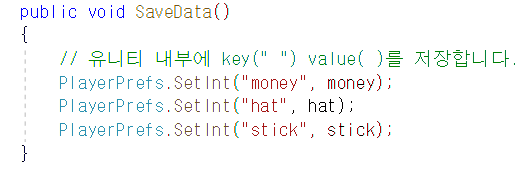 public void SaveData()
{
// 유니티 내부에 key(" ") value( )를 저장합니다.
PlayerPrefs.SetInt("money", money);
PlayerPrefs.SetInt("hat", hat);
PlayerPrefs.SetInt("stick", stick);
}